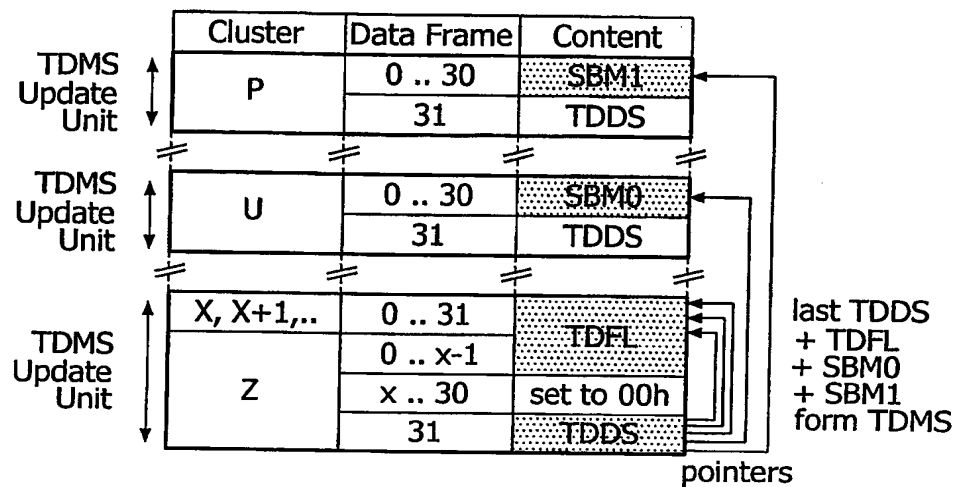 Cluster Data Frame Content
TDMS Update Unit
P
0 .. 30 SBM1
31 TDDS
TDMS Update Unit
U
0 .. 30 SBM0
31 TDDS
TDMS Update Unit
X, X+1,.. 0 .. 31
TDFL
0 .. x-1
Z
x .. 30 set to 00h
31 TDDS
last TDDS
+ TDFL
+ SBM0
+ SBM1
form TDMS
pointers